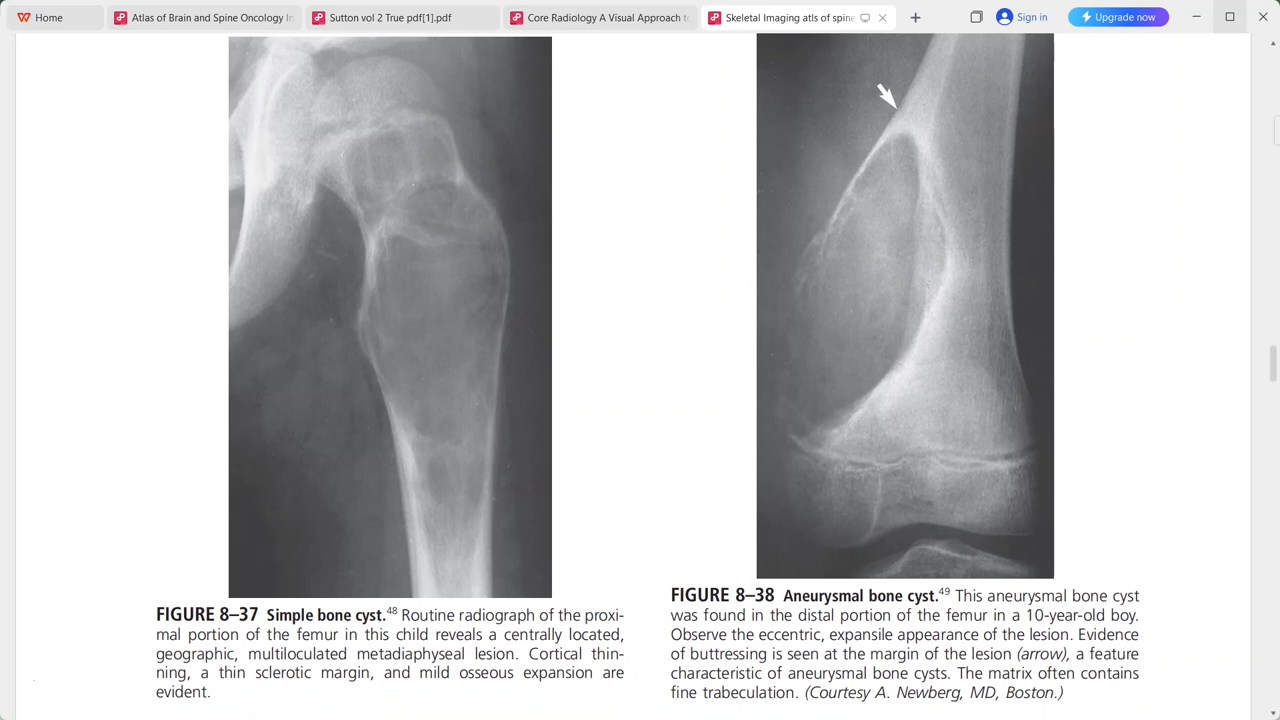 Home
Atlas of Brain and Spine Oncology I
Sutton vol 2 True pdf[1].pdf
Core Radiology A Visual Approach to
Skeletal Imaging atls of spine
Sign in
Upgrade now
FIGURE 8–37 Simple bone cyst.48 Routine radiograph of the proxi-
mal portion of the femur in this child reveals a centrally located,
geographic, multiloculated metadiaphyseal lesion. Cortical thin-
ning, a thin sclerotic margin, and mild osseous expansion are
evident.
FIGURE 8–38 Aneurysmal bone cyst.49 This aneurysmal bone cyst
was found in the distal portion of the femur in a 10-year-old boy.
Observe the eccentric, expansile appearance of the lesion. Evidence
of buttressing is seen at the margin of the lesion (arrow), a feature
characteristic of aneurysmal bone cysts. The matrix often contains
fine trabeculation. (Courtesy A. Newberg, MD, Boston.)